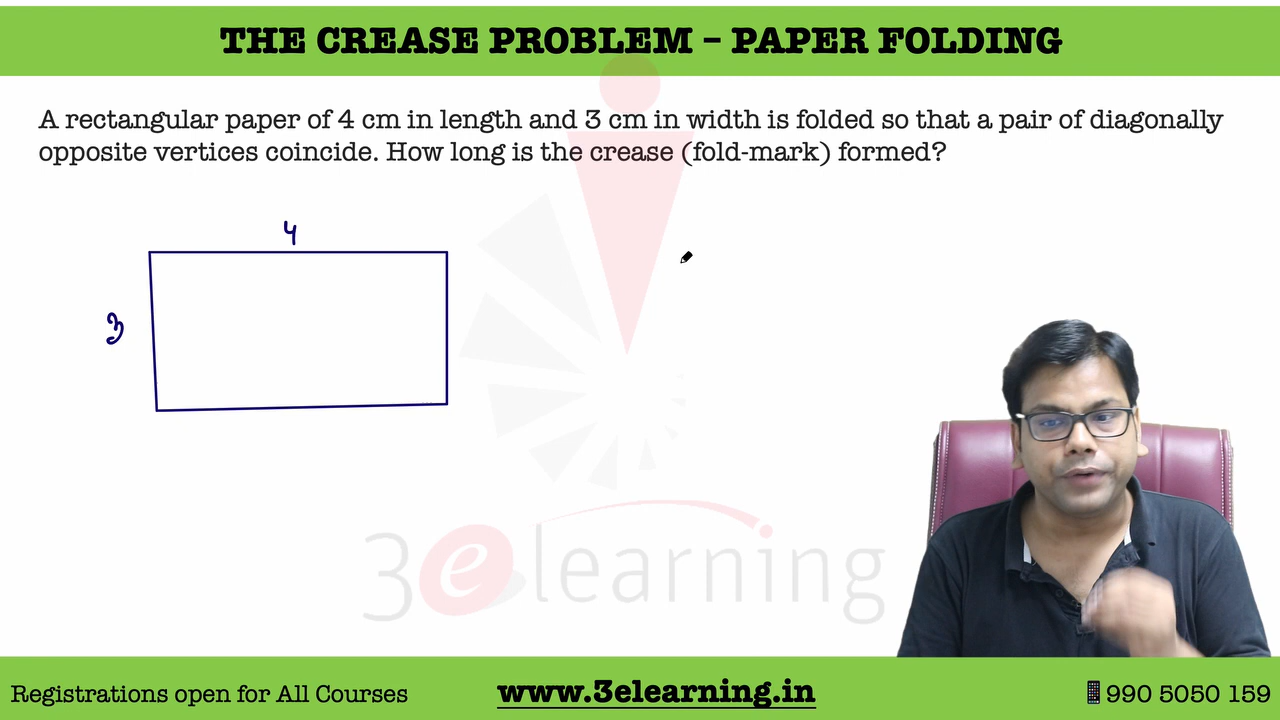 THE CREASE PROBLEM – PAPER FOLDING
A rectangular paper of 4 cm in length and 3 cm in width is folded so that a pair of diagonally
opposite vertices coincide. How long is the crease (fold-mark) formed?
4
3
3elearning
Registrations open for All Courses
www.3elearning.in
990 5050 159